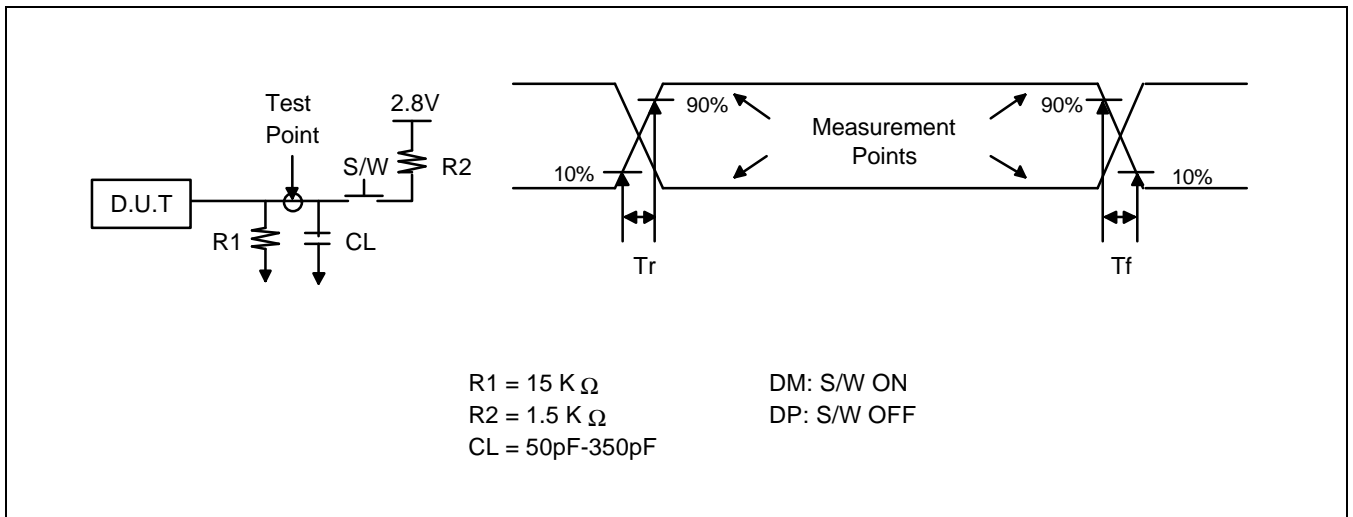 Test
Point
2.8V
S/W
R2
D.U.T
R1
CL
90%
10%
Tr
Measurement
Points
90%
10%
Tf
R1 = 15 K Ω
R2 = 1.5 K Ω
CL = 50pF-350pF
DM: S/W ON
DP: S/W OFF